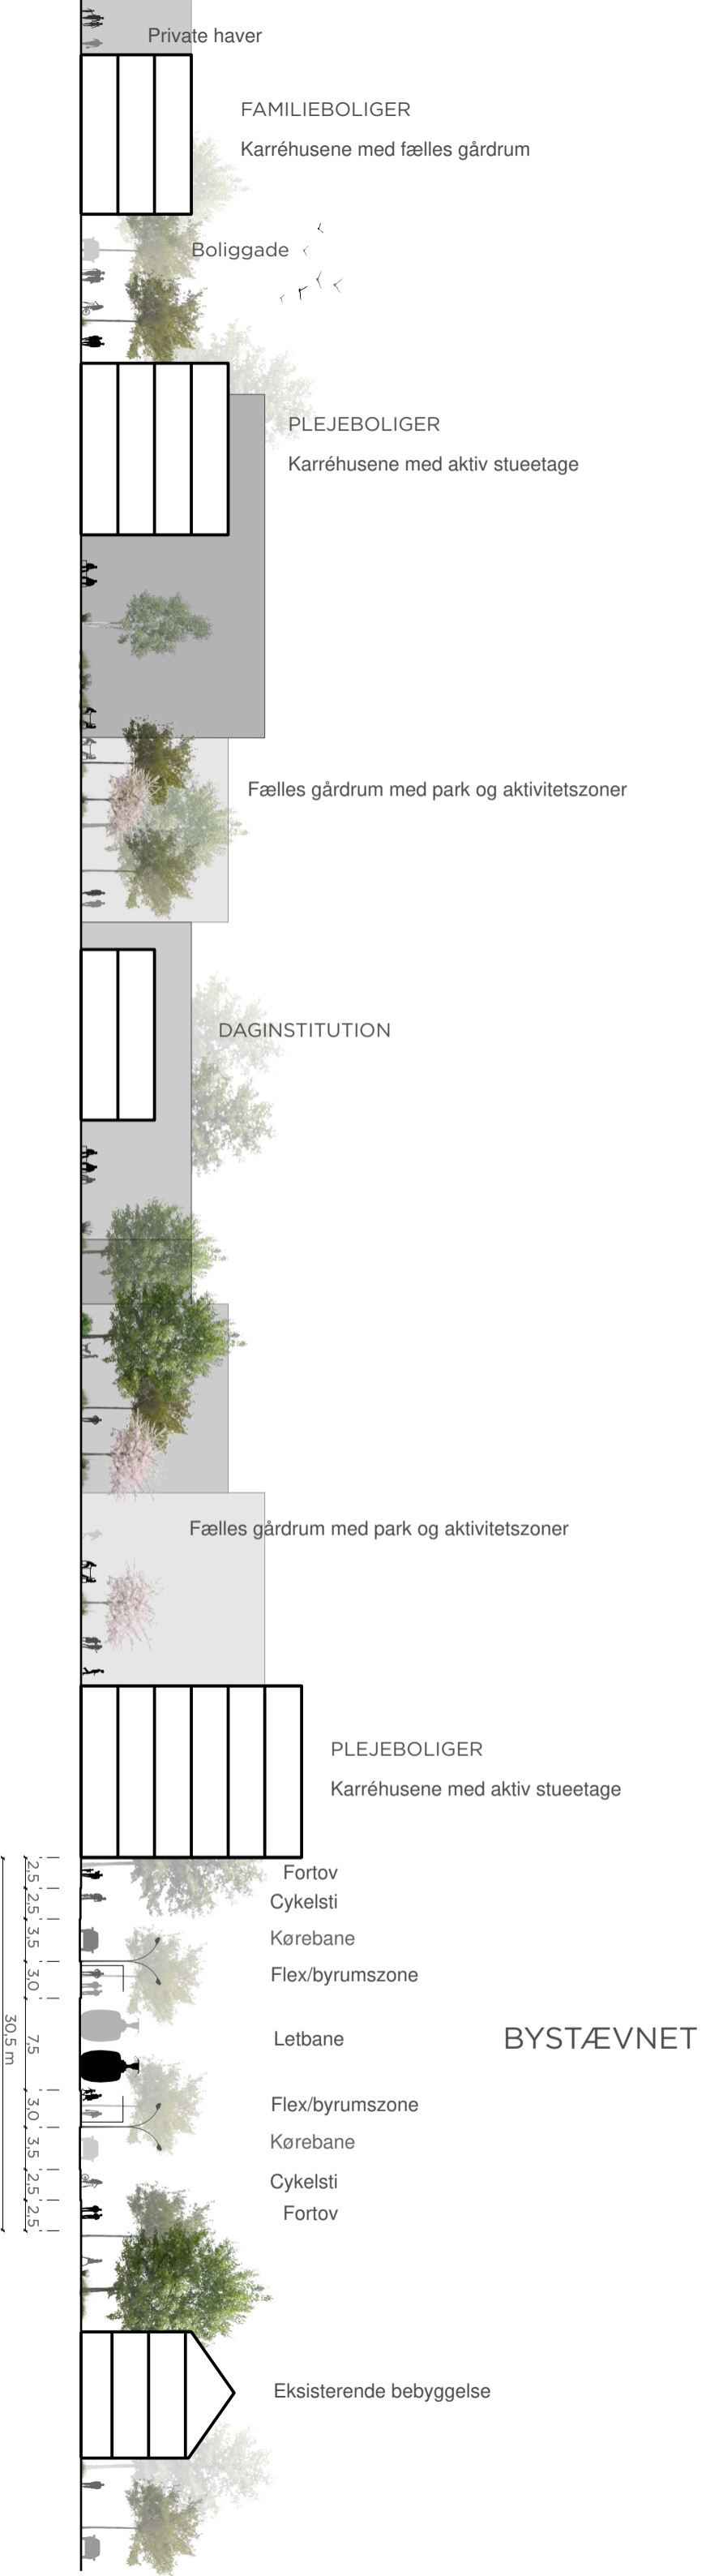 Private haver
FAMILIEBOLIGER
Karréhusene med fælles gårdrum
Boliggade
PLEJEBOLIGER
Karréhusene med aktiv stueetage
Fælles gårdrum med park og aktivitetszoner
DAGINSTITUTION
Fælles gårdrum med park og aktivitetszoner
PLEJEBOLIGER
Karréhusene med aktiv stueetage
2,5
Fortov
2,5
Cykelsti
3,5
Kørebane
3,0
Flex/byrumszone
30,5 m
7,5
Letbane
BYSTÆVNET
3,0
Flex/byrumszone
3,5
Kørebane
2,5
Cykelsti
2,5
Fortov
Eksisterende bebyggelse